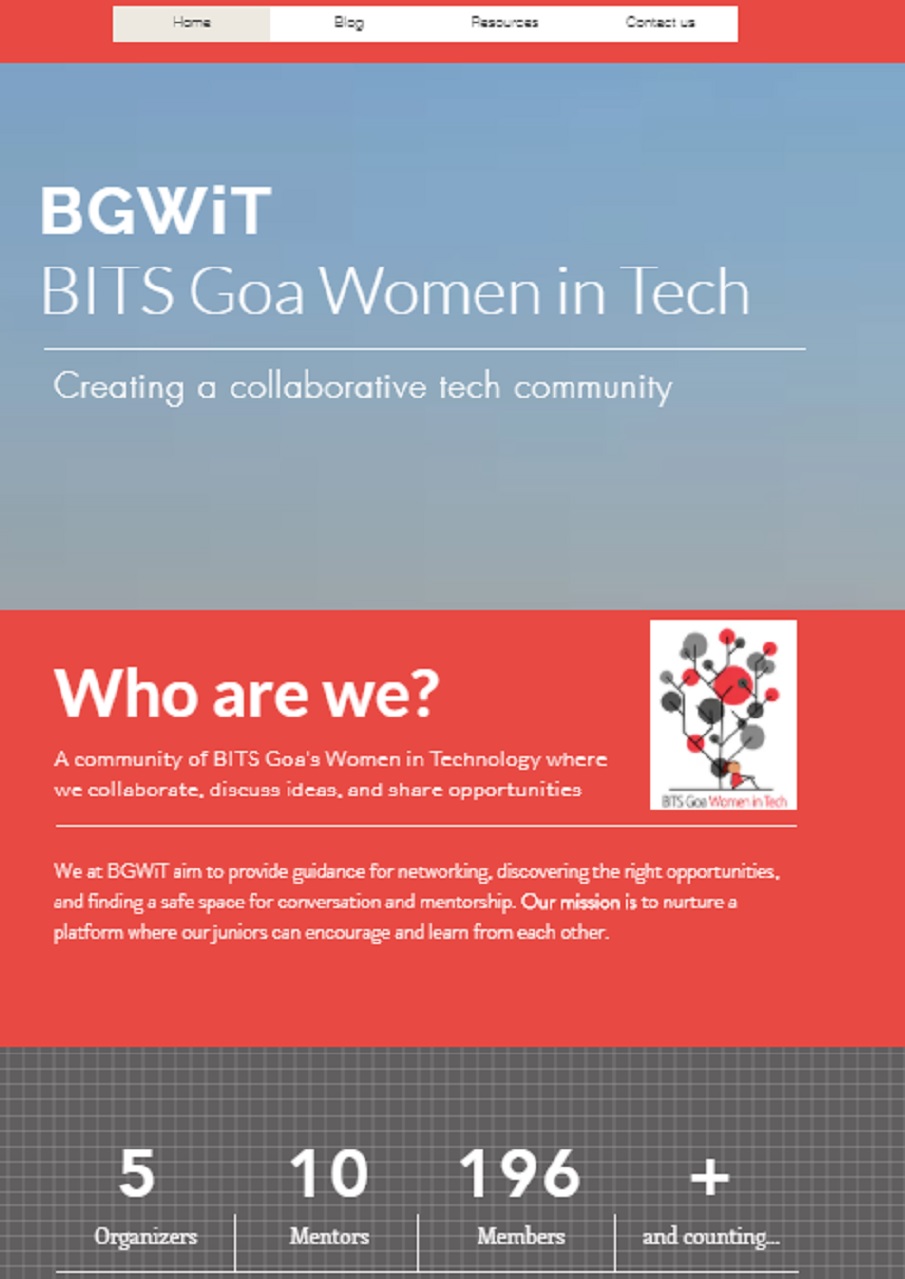 Home Blog Resources Contact us
BGWiT
BITS Goa Women in Tech
Creating a collaborative tech community
Who are we?
A community of BITS Goa's Women in Technology where
we collaborate, discuss ideas, and share opportunities
BITS Goa Women in Tech
We at BGWiT aim to provide guidance for networking, discovering the right opportunities,
and finding a safe space for conversation and mentorship. Our mission is to nurture a
platform where our juniors can encourage and learn from each other.
5 10 196 +
Organizers Mentors Members and counting...